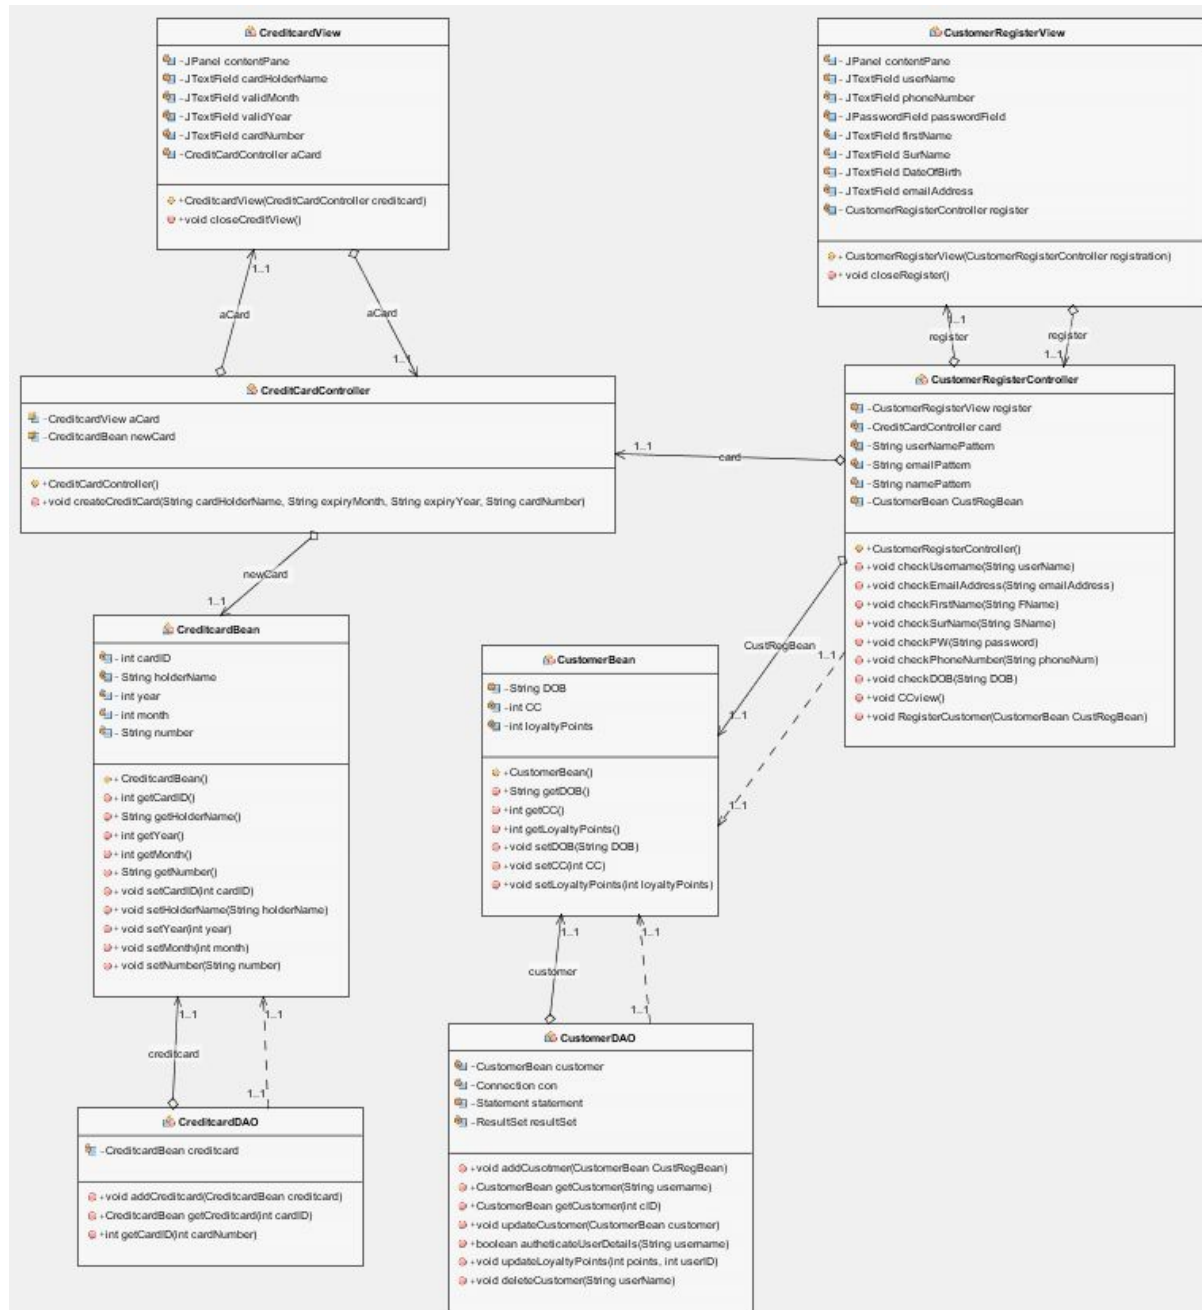 CreditcardView
-JPanel contentPane
-JTextField cardHolderName
-JTextField validMonth
-JTextField validYear
-JTextField cardNumber
-CreditCardController aCard
+CreditcardView(CreditCardController creditcard)
+void closeCreditView()
CustomerRegisterView
-JPanel contentPane
-JTextField userName
-JTextField phoneNumber
-JPasswordField passwordField
-JTextField firstName
-JTextField SurName
-JTextField DateOfBirth
-JTextField emailAddress
-CustomerRegisterController register
+CustomerRegisterView(CustomerRegisterController registration)
+void closeRegister()
1..1
aCard
aCard
1..1
1..1
register
register
1..1
CreditCardController
-CreditcardView aCard
-CreditcardBean newCard
+CreditCardController()
+void createCreditCard(String cardHolderName, String expiryMonth, String expiryYear, String cardNumber)
1..1
card
CustomerRegisterController
-CustomerRegisterView register
-CreditCardController card
-String userNamePattern
-String emailPattern
-String namePattern
-CustomerBean CustRegBean
+CustomerRegisterController()
+void checkUsername(String userName)
+void checkEmailAddress(String emailAddress)
+void checkFirstName(String FName)
+void checkSurName(String SName)
+void checkPW(String password)
+void checkPhoneNumber(String phoneNum)
+void checkDOB(String DOB)
+void CCview()
+void RegisterCustomer(CustomerBean CustRegBean)
newCard
1..1
CustRegBean
1..1
1..1
1..1
CreditcardBean
-int cardID
-String holderName
-int year
-int month
-String number
+CreditcardBean()
+int getCardID()
+String getHolderName()
+int getYear()
+int getMonth()
+String getNumber()
+void setCardID(int cardID)
+void setHolderName(String holderName)
+void setYear(int year)
+void setMonth(int month)
+void setNumber(String number)
CustomerBean
-String DOB
-int CC
-int loyaltyPoints
+CustomerBean()
+String getDOB()
+int getCC()
+int getLoyaltyPoints()
+void setDOB(String DOB)
+void setCC(int CC)
+void setLoyaltyPoints(int loyaltyPoints)
1..1
1..1
customer
1..1
1..1
1..1
creditcard
1..1
CreditcardDAO
-CreditcardBean creditcard
+void addCreditcard(CreditcardBean creditcard)
+CreditcardBean getCreditcard(int cardID)
+int getCardID(int cardNumber)
CustomerDAO
-CustomerBean customer
-Connection con
-Statement statement
-ResultSet resultSet
+void addCusotmer(CustomerBean CustRegBean)
+CustomerBean getCustomer(String username)
+CustomerBean getCustomer(int cID)
+void updateCustomer(CustomerBean customer)
+boolean autheticateUserDetails(String username)
+void updateLoyaltyPoints(int points, int userID)
+void deleteCustomer(String userName)